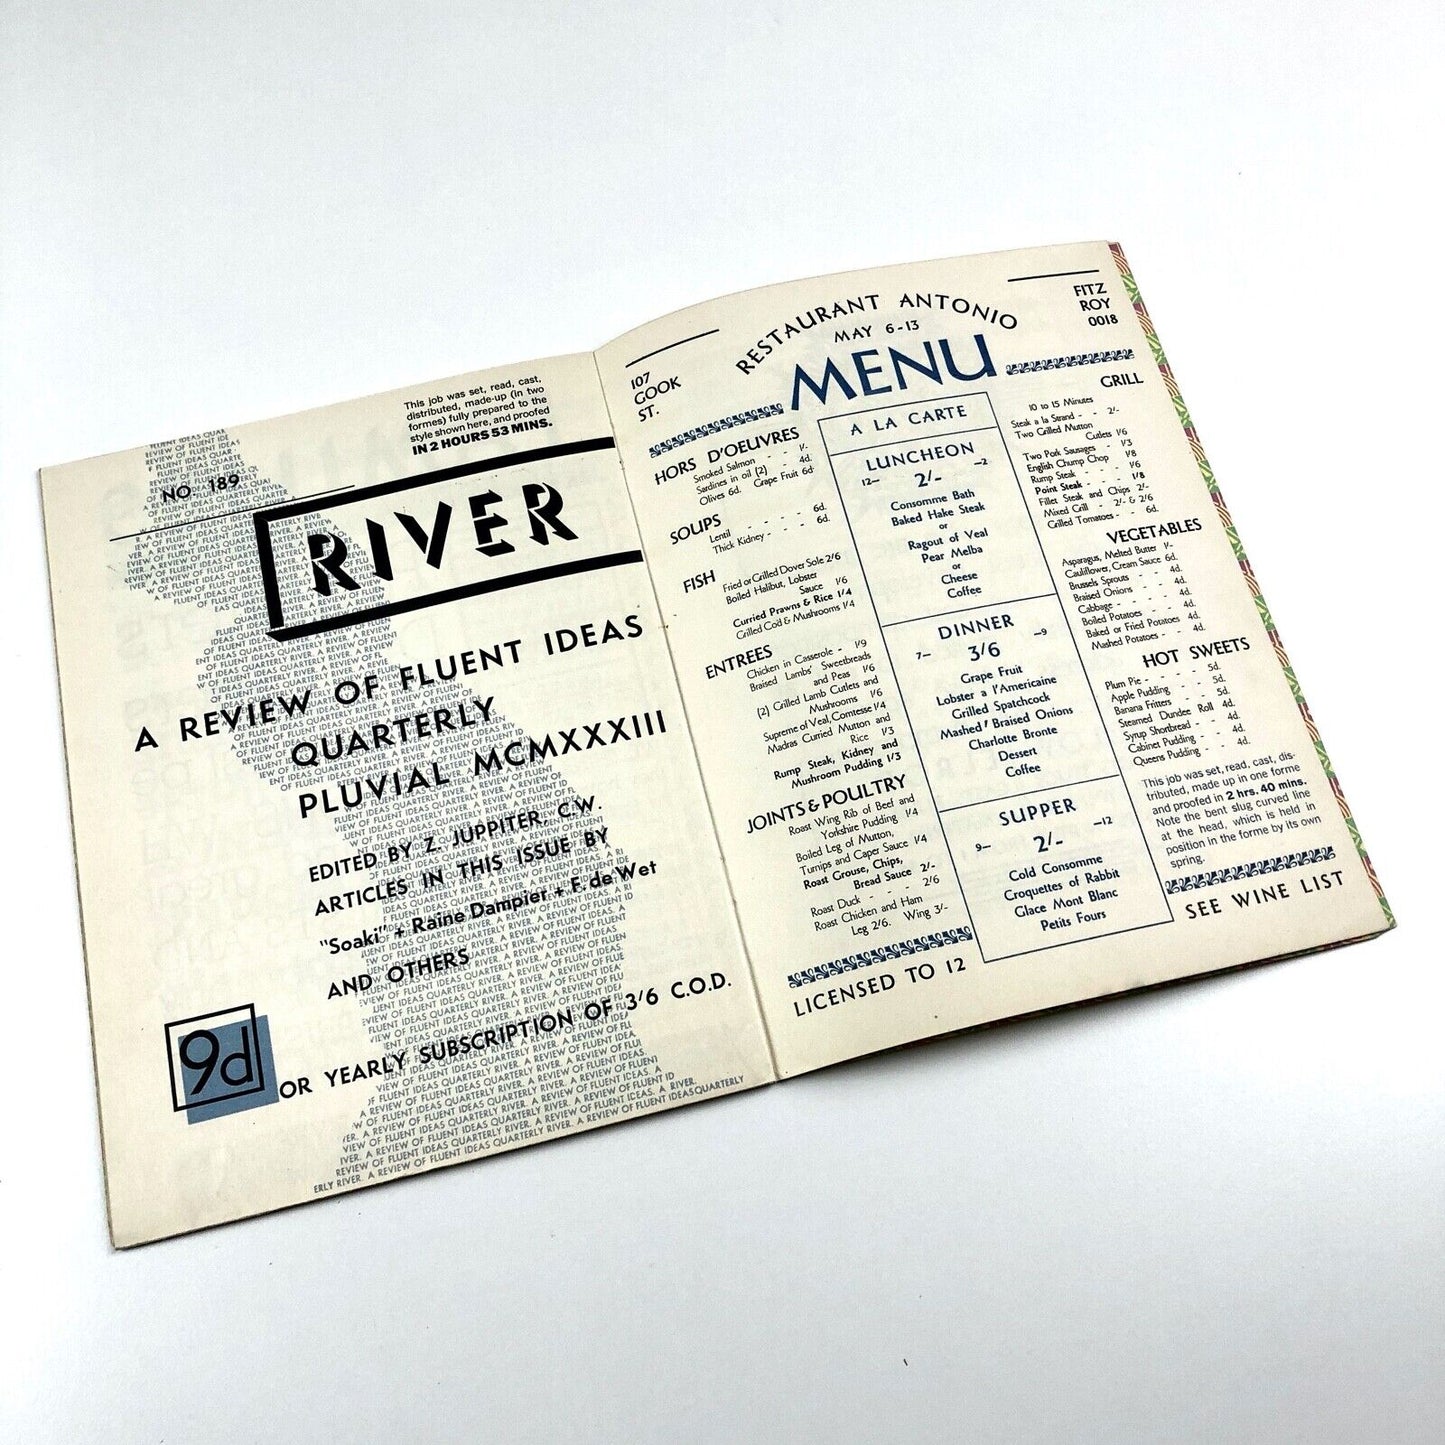 This job was set, read, cast,
distributed, made-up (in two
formes) fully prepared to the
style shown here, and proofed
IN 2 HOURS 53 MINS.
NO. 189
RIVER
A REVIEW OF FLUENT IDEAS
QUARTERLY
PLUVIAL MCMXXXIII
EDITED BY Z. JUPPITER, C.W.
ARTICLES IN THIS ISSUE BY
"Soaki" + Raine Dampier + F. de Wet
AND OTHERS
9d
OR YEARLY SUBSCRIPTION OF 3/6 C.O.D.
ERLY RIVER. A REVIEW OF FLUENT IDEAS QUARTERLY RIVER. A REVIEW OF FLUENT IDEAS QUARTERLY
RESTAURANT ANTONIO
MAY 6-13
MENU
107
GOOK
ST.
FITZ
ROY
0018
HORS D'OEUVRES
Smoked Salmon - 1/-
Sardines in oil (2) - 4d.
Olives 6d. Grape Fruit 6d.
SOUPS
Lentil - - - - - 6d.
Thick Kidney - - 6d.
FISH
Fried or Grilled Dover Sole 2/6
Boiled Halibut, Lobster
Sauce 1/6
Curried Prawns & Rice 1/4
Grilled Cod & Mushrooms 1/4
ENTREES
Chicken in Casserole - 1/9
Braised Lambs' Sweetbreads
and Peas 1/6
(2) Grilled Lamb Cutlets and
Mushrooms 1/6
Supreme of Veal, Comtesse 1/4
Madras Curried Mutton and
Rice 1/3
Rump Steak, Kidney and
Mushroom Pudding 1/3
JOINTS & POULTRY
Roast Wing Rib of Beef and
Yorkshire Pudding 1/4
Boiled Leg of Mutton,
Turnips and Caper Sauce 1/4
Roast Grouse, Chips,
Bread Sauce 2/-
Roast Duck - - 2/6
Roast Chicken and Ham
Leg 2/6. Wing 3/-
LICENSED TO 12
A LA CARTE
LUNCHEON
12— 2/- —2
Consomme Bath
Baked Hake Steak
or
Ragout of Veal
Pear Melba
or
Cheese
Coffee
DINNER
7— 3/6 —9
Grape Fruit
Lobster a l'Americaine
Grilled Spatchcock
Mashed / Braised Onions
Charlotte Bronte
Dessert
Coffee
SUPPER
9— 2/- —12
Cold Consomme
Croquettes of Rabbit
Glace Mont Blanc
Petits Fours
GRILL
10 to 15 Minutes
Steak a la Strand - - 2/-
Two Grilled Mutton
Cutlets 1/6
Two Pork Sausages - - 1/3
English Chump Chop 1/8
Rump Steak - - - 1/6
Point Steak - - - - 1/8
Fillet Steak and Chips 2/-
Mixed Grill - 2/- & 2/6
Grilled Tomatoes - - 6d.
VEGETABLES
Asparagus, Melted Butter 1/-
Cauliflower, Cream Sauce 6d.
Brussels Sprouts - - 4d.
Braised Onions - - 4d.
Cabbage - - - - 4d.
Boiled Potatoes - - 4d.
Baked or Fried Potatoes 4d.
Mashed Potatoes - - 4d.
HOT SWEETS
Plum Pie - - - - 5d.
Apple Pudding - - - 5d.
Banana Fritters - - 5d.
Steamed Dundee Roll 4d.
Syrup Shortbread - - 4d.
Cabinet Pudding - - 4d.
Queens Pudding - - 4d.
This job was set, read, cast, dis-
tributed, made up in one forme
and proofed in 2 hrs. 40 mins.
Note the bent slug curved line
at the head, which is held in
position in the forme by its own
spring.
SEE WINE LIST